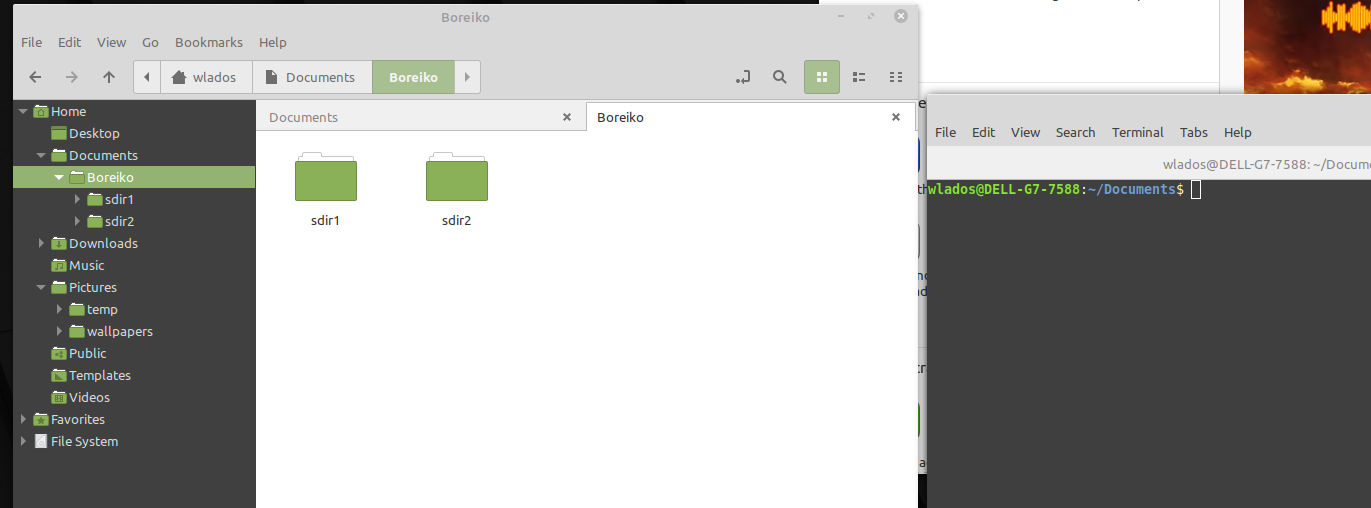 Boreiko
File Edit View Go Bookmarks Help
wlados Documents Boreiko
Home
Desktop
Documents
Boreiko
sdir1
sdir2
Downloads
Music
Pictures
temp
wallpapers
Public
Templates
Videos
Favorites
File System
Documents Boreiko
sdir1 sdir2
File Edit View Search Terminal Tabs Help
wlados@DELL-G7-7588: ~/Docume
wlados@DELL-G7-7588:~/Documents$